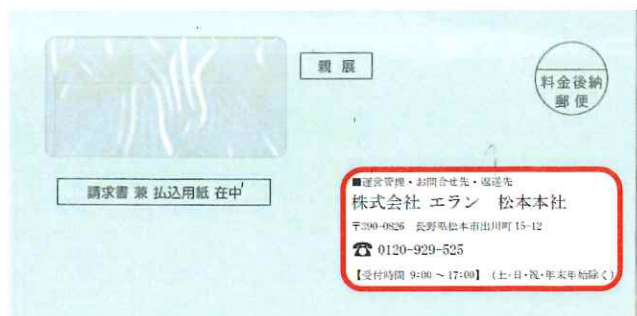 親展
料金後納
郵便
請求書 兼 払込用紙 在中
■運営管理・お問合せ先・返送先
株式会社 エラン 松本本社
〒390-0826 長野県松本市出川町15-12
☎ 0120-929-525
【受付時間 9:00 ~ 17:00】（土・日・祝・年末年始除く）